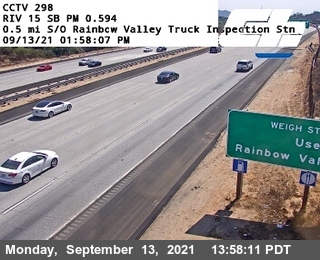 CCTV 298
RIV 15 SB PM 0.594
0.5 mi S/O Rainbow Valley Truck Inspection Stn
09/13/21 01:58:07 PM
WEIGH ST
Use
Rainbow Val
Monday, September 13, 2021 13:58:11 PDT